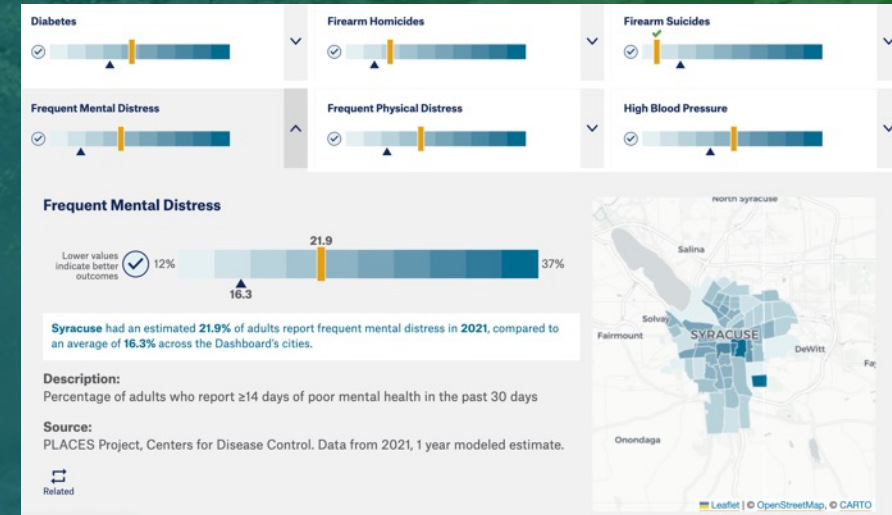 Diabetes
Firearm Homicides
Firearm Suicides
Frequent Mental Distress
Frequent Physical Distress
High Blood Pressure
Frequent Mental Distress
21.9
Lower values
indicate better
outcomes
12%
37%
16.3
Syracuse had an estimated 21.9% of adults report frequent mental distress in 2021, compared to
an average of 16.3% across the Dashboard's cities.
Description:
Percentage of adults who report ≥14 days of poor mental health in the past 30 days
Source:
PLACES Project, Centers for Disease Control. Data from 2021, 1 year modeled estimate.
Related
North Syracuse
Salina
Solvay
SYRACUSE
Fairmount
DeWitt
Fay
Onondaga
Leaflet | © OpenStreetMap, © CARTO